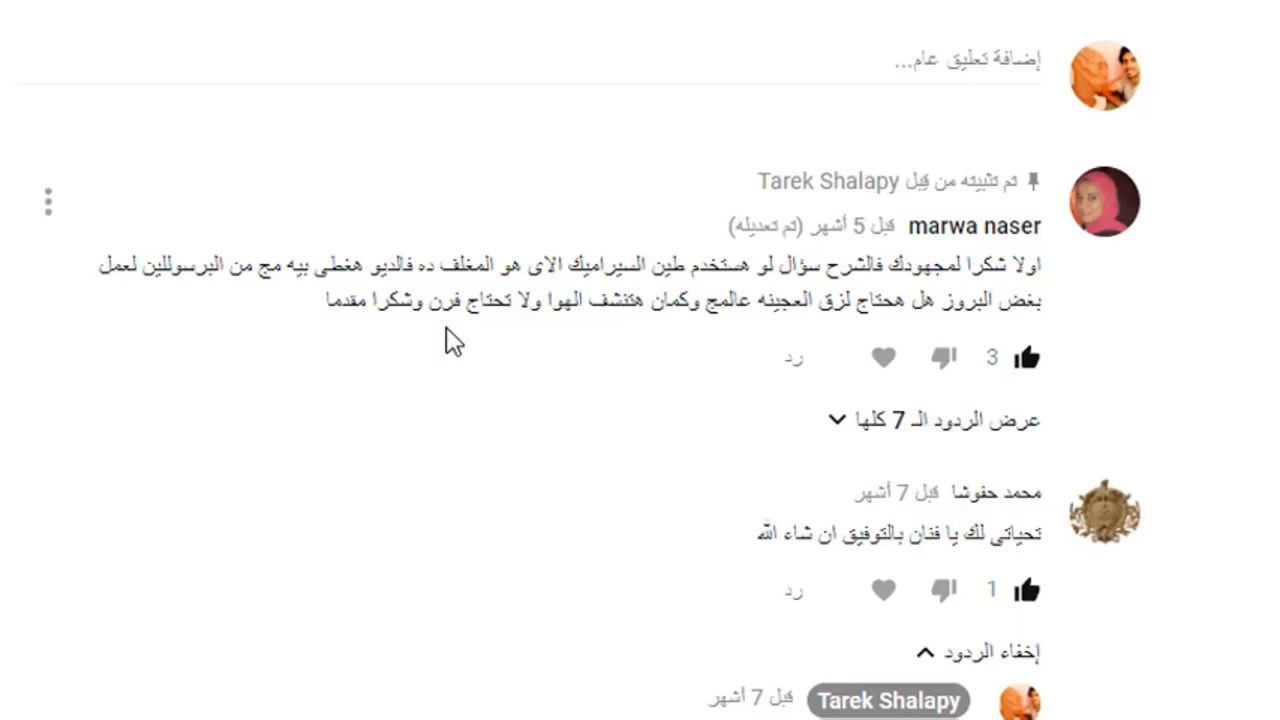 إضافة تعليق عام...
تم تثبيته من قِبل Tarek Shalapy
marwa naser قبل 5 أشهر (تم تعديله)
اولا شكرا لمجهودك فالشرح سؤال لو هستخدم طين السيراميك الاى هو المغلف ده فالديو هغطى بيه مج من البرسوللين لعمل
بغض البروز هل هحتاج لزق العجينه عالمج وكمان هتنشف الهوا ولا تحتاج فرن وشكرا مقدما
3 رد
عرض الردود الـ 7 كلها
محمد حفوشا قبل 7 أشهر
تحياتى لك يا فنان بالتوفيق ان شاء الله
1 رد
إخفاء الردود
Tarek Shalapy قبل 7 أشهر